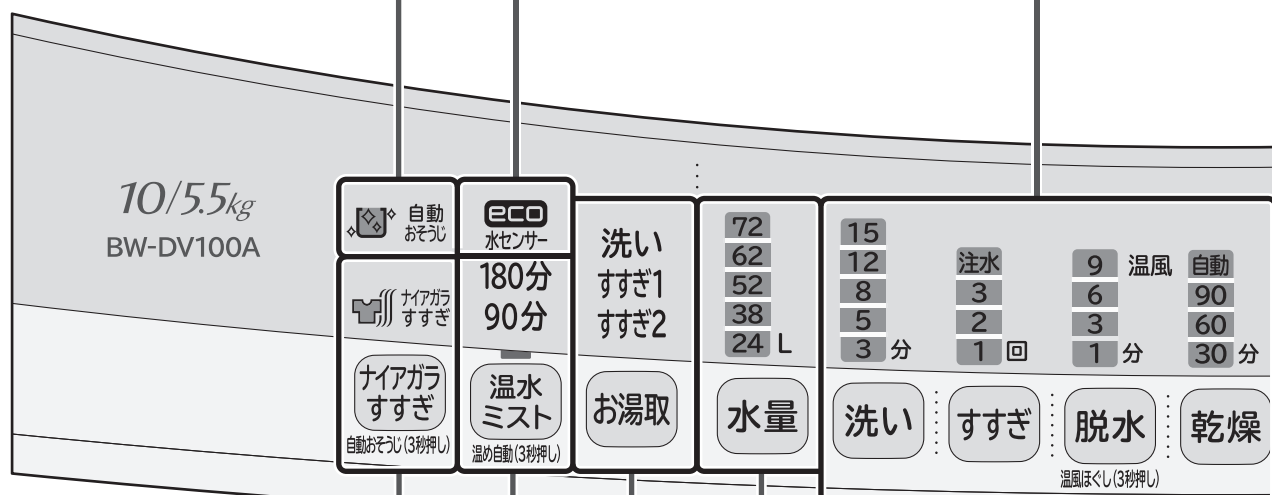 10/5.5kg
BW-DV100A
自動
おそうじ
eco
水センサー
ナイアガラ
すすぎ
180分
90分
洗い
すすぎ1
すすぎ2
72
62
52
38
24 L
15
12
8
5
3 分
注水
3
2
1 回
9 温風
6
3
1 分
自動
90
60
30 分
ナイアガラ
すすぎ
自動おそうじ(3秒押し)
温水
ミスト
温め自動(3秒押し)
お湯取
水量
洗い
すすぎ
脱水
温風ほぐし(3秒押し)
乾燥